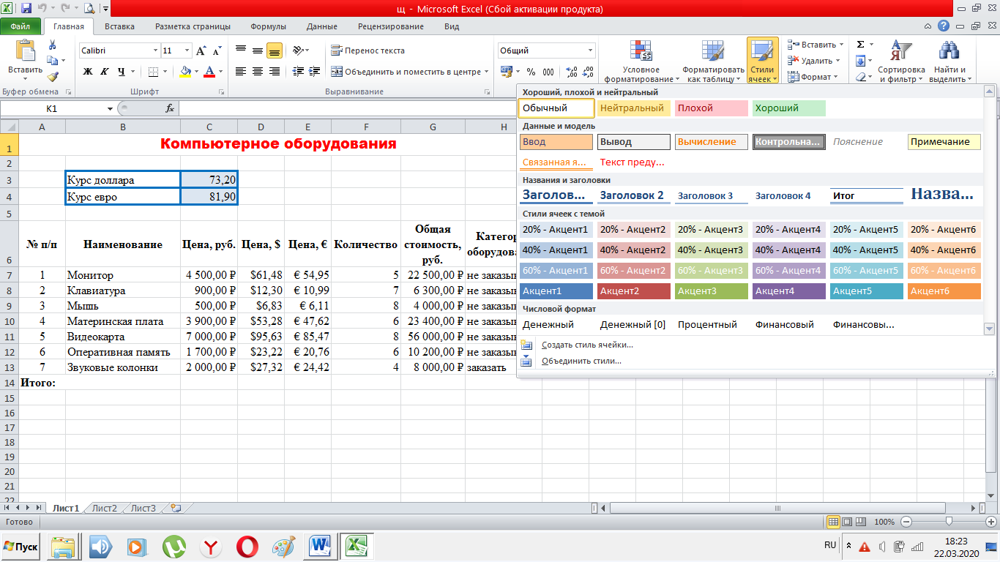 щ - Microsoft Excel (Сбой активации продукта)
Файл Главная Вставка Разметка страницы Формулы Данные Рецензирование Вид
Вставить
Буфер обмена
Calibri 11
Ж К Ч
Шрифт
Перенос текста
Объединить и поместить в центре
Выравнивание
Общий
% 000
Условное форматирование
Форматировать как таблицу
Стили ячеек
Вставить
Удалить
Формат
Σ
Сортировка и фильтр
Найти и выделить
K1 fx
A B C D E F G H
1 Компьютерное оборудования
2
3 Курс доллара 73,20
4 Курс евро 81,90
5
6 № п/п Наименование Цена, руб. Цена, $ Цена, € Количество Общая стоимость, руб.
7 1 Монитор 4 500,00 ₽ $61,48 € 54,95 5 22 500,00 ₽ не
8 2 Клавиатура 900,00 ₽ $12,30 € 10,99 7 6 300,00 ₽ не
9 3 Мышь 500,00 ₽ $6,83 € 6,11 8 4 000,00 ₽ не
10 4 Материнская плата 3 900,00 ₽ $53,28 € 47,62 6 23 400,00 ₽ не
11 5 Видеокарта 7 000,00 ₽ $95,63 € 85,47 8 56 000,00 ₽ не
12 6 Оперативная память 1 700,00 ₽ $23,22 € 20,76 6 10 200,00 ₽ не
13 7 Звуковые колонки 2 000,00 ₽ $27,32 € 24,42 4 8 000,00 ₽ заказать
14 Итого:
15
16
17
18
19
20
21
22
Хороший, плохой и нейтральный
Обычный Нейтральный Плохой Хороший
Данные и модель
Ввод Вывод Вычисление Контрольна... Пояснение Примечание
Связанная я... Текст преду...
Названия и заголовки
Заголов... Заголовок 2 Заголовок 3 Заголовок 4 Итог Назва...
Стили ячеек с темой
20% - Акцент1 20% - Акцент2 20% - Акцент3 20% - Акцент4 20% - Акцент5 20% - Акцент6
40% - Акцент1 40% - Акцент2 40% - Акцент3 40% - Акцент4 40% - Акцент5 40% - Акцент6
60% - Акцент1 60% - Акцент2 60% - Акцент3 60% - Акцент4 60% - Акцент5 60% - Акцент6
Акцент1 Акцент2 Акцент3 Акцент4 Акцент5 Акцент6
Числовой формат
Денежный Денежный [0] Процентный Финансовый Финансовы...
Создать стиль ячейки...
Объединить стили...
Лист1 Лист2 Лист3
Готово 100%
Пуск RU 18:23
22.03.2020